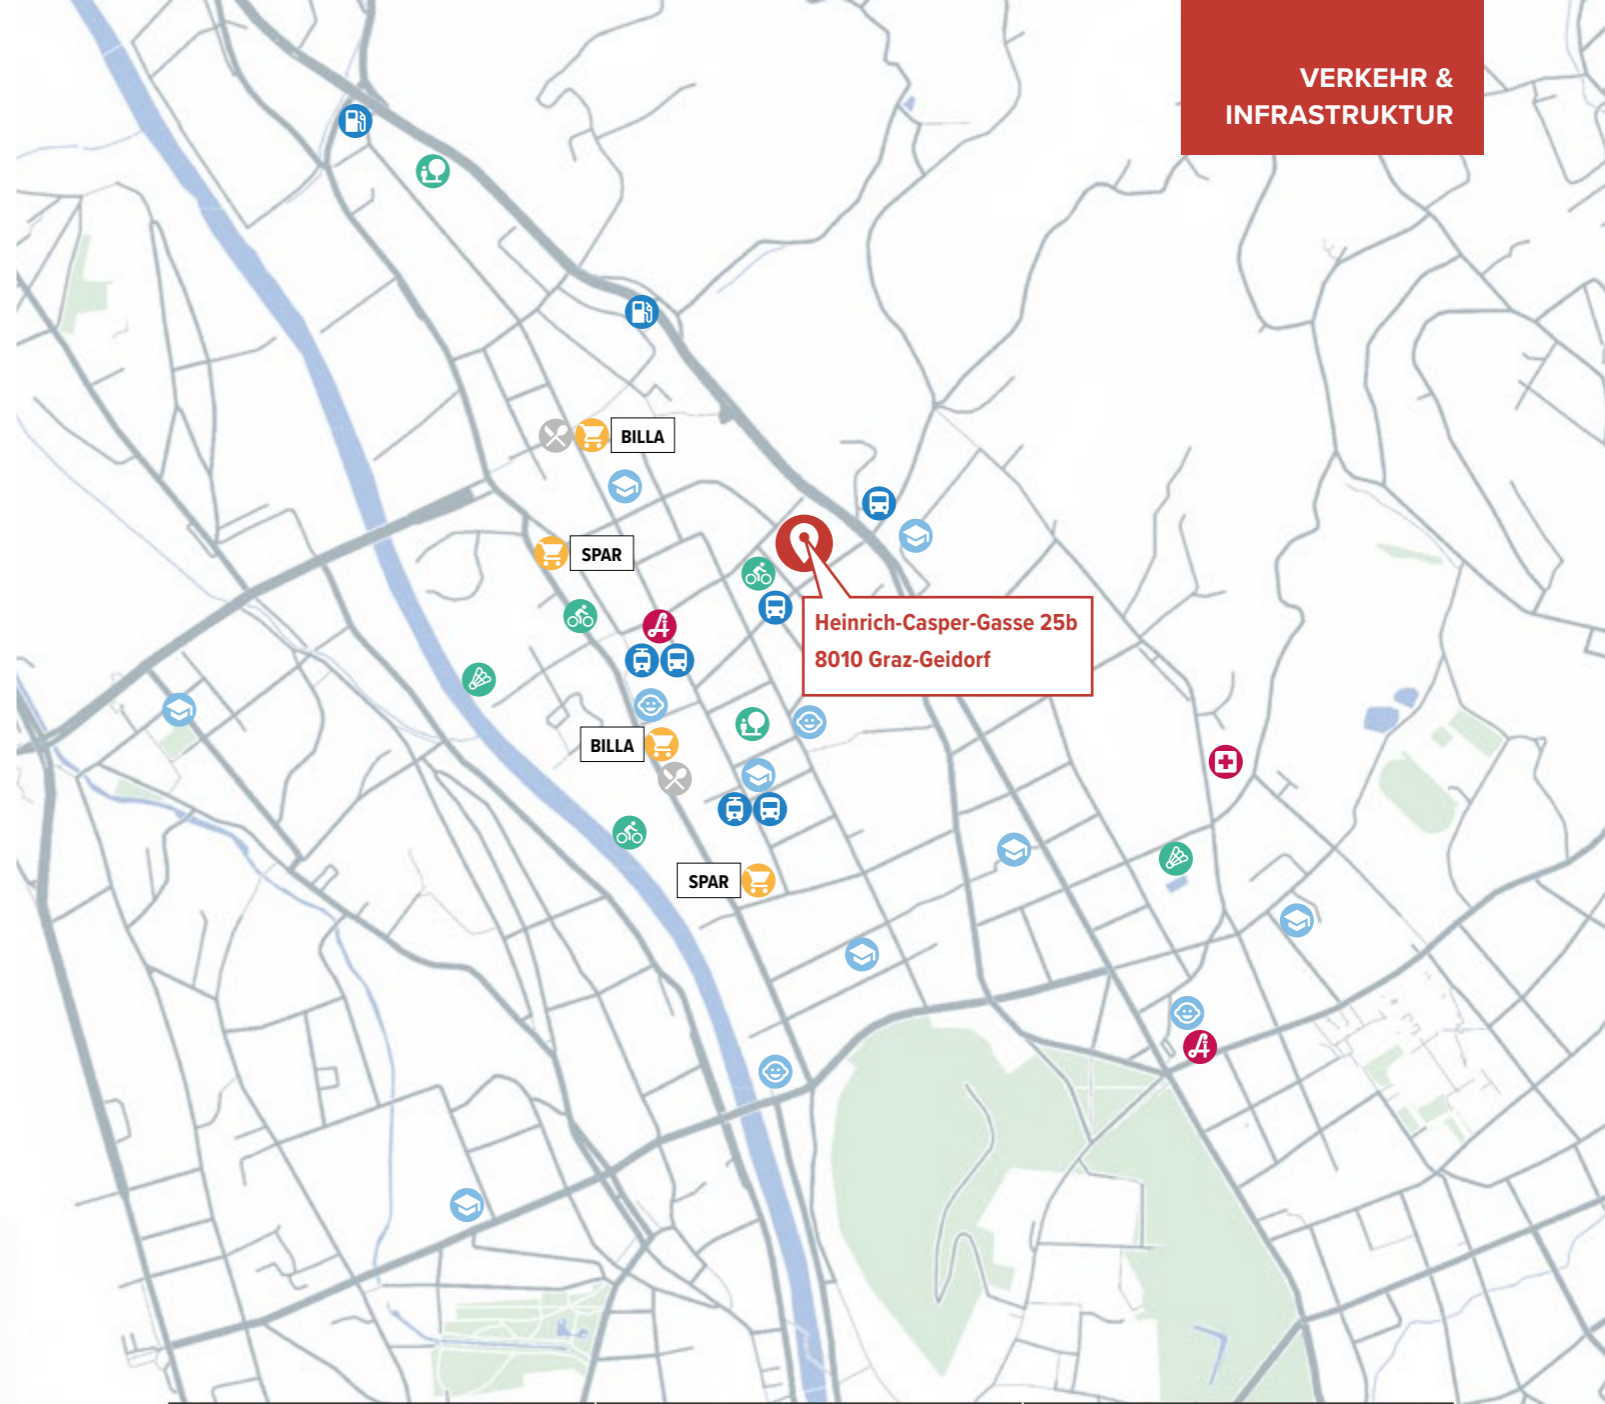 VERKEHR &
INFRASTRUKTUR
BILLA
SPAR
Heinrich-Casper-Gasse 25b
8010 Graz-Geidorf
BILLA
SPAR